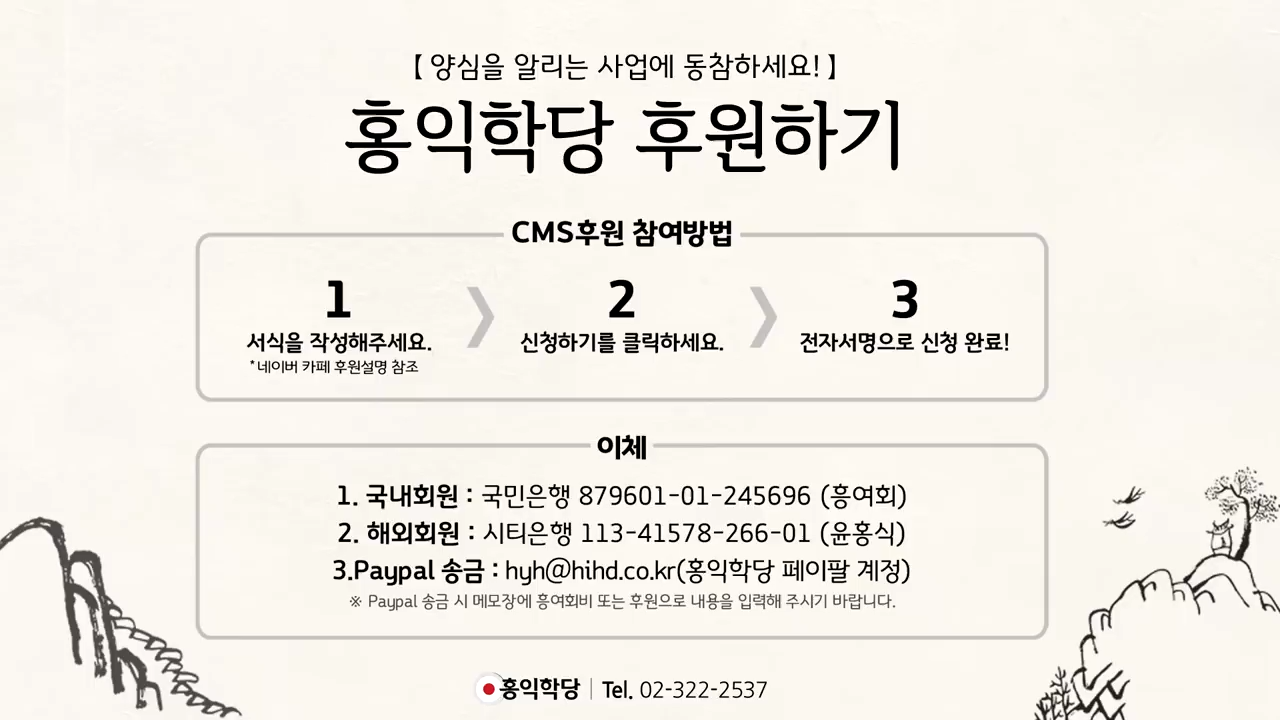 【 양심을 알리는 사업에 동참하세요! 】
홍익학당 후원하기
CMS후원 참여방법
1
서식을 작성해주세요.
*네이버 카페 후원설명 참조
2
신청하기를 클릭하세요.
3
전자서명으로 신청 완료!
이체
1. 국내회원 : 국민은행 879601-01-245696 (흥여회)
2. 해외회원 : 시티은행 113-41578-266-01 (윤홍식)
3.Paypal 송금 : hyh@hihd.co.kr(홍익학당 페이팔 계정)
※ Paypal 송금 시 메모장에 흥여회비 또는 후원으로 내용을 입력해 주시기 바랍니다.
홍익학당 | Tel. 02-322-2537